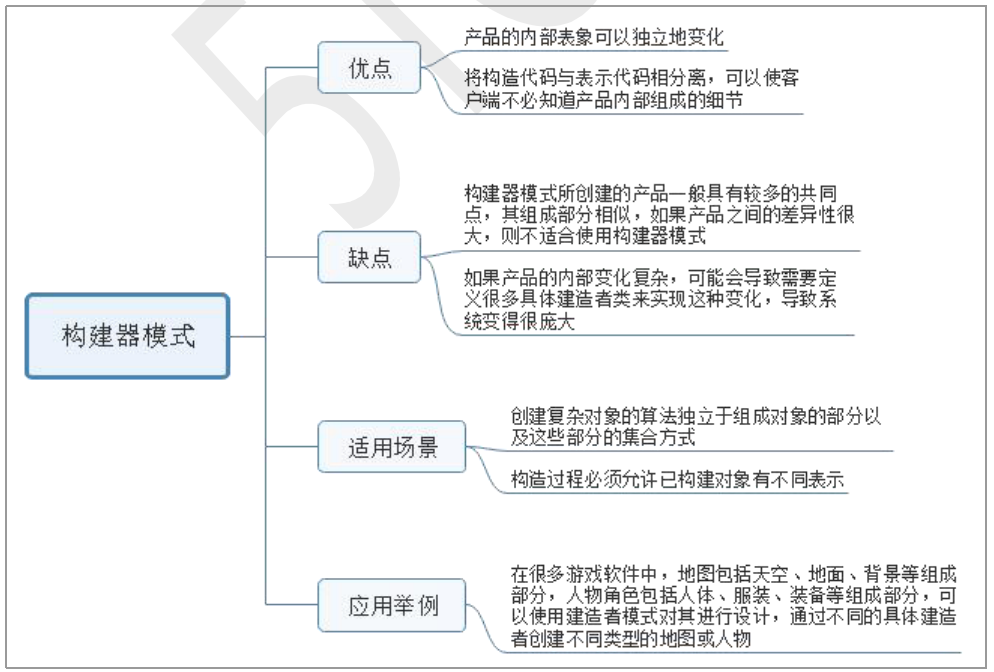 构建器模式
优点
产品的内部表象可以独立地变化
将构造代码与表示代码相分离，可以使客
户端不必知道产品内部组成的细节
缺点
构建器模式所创建的产品一般具有较多的共同
点，其组成部分相似，如果产品之间的差异性很
大，则不适合使用构建器模式
如果产品的内部变化复杂，可能会导致需要定
义很多具体建造者类来实现这种变化，导致系
统变得很庞大
适用场景
创建复杂对象的算法独立于组成对象的部分以
及这些部分的集合方式
构造过程必须允许已构建对象有不同表示
应用举例
在很多游戏软件中，地图包括天空、地面、背景等组成
部分，人物角色包括人体、服装、装备等组成部分，可
以使用建造者模式对其进行设计，通过不同的具体建造
者创建不同类型的地图或人物